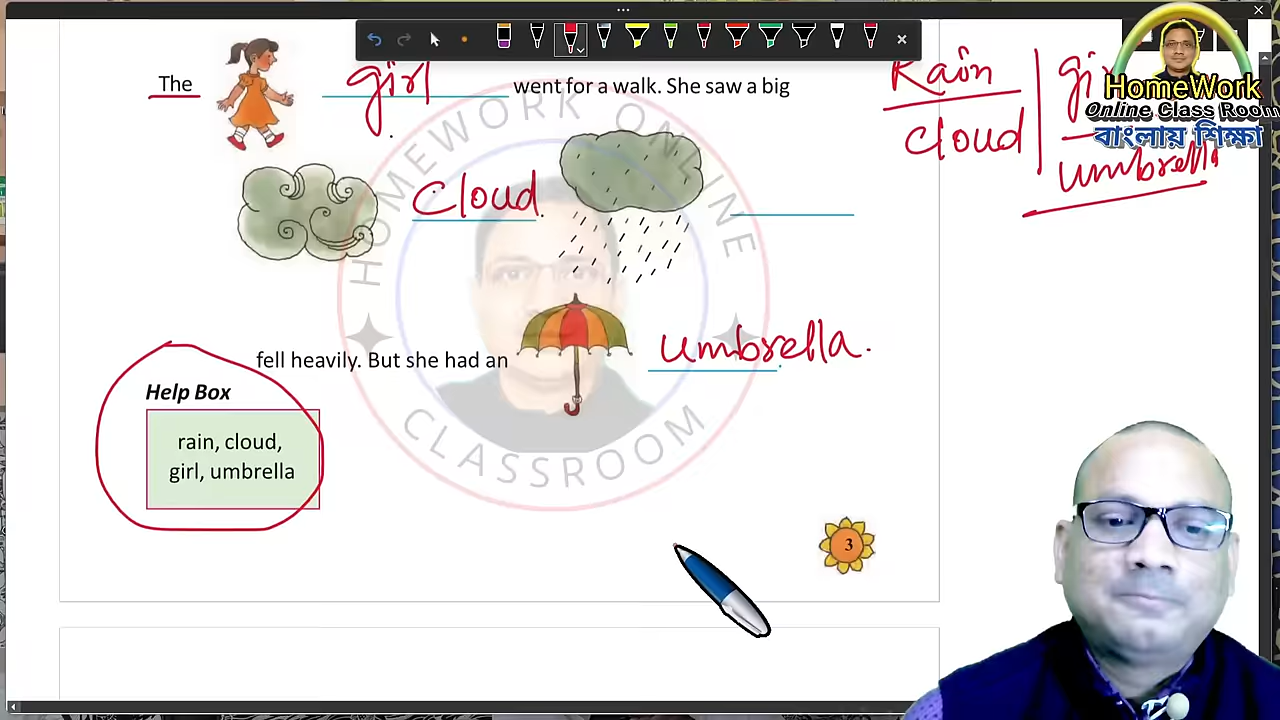 The girl went for a walk. She saw a big
cloud.
fell heavily. But she had an umbrella.
Help Box
rain, cloud,
girl, umbrella
3
Rain
cloud
umbrella
HomeWork
Online Class Room
বাংলায় শিক্ষা
HOMEWORK ONLINE
CLASSROOM